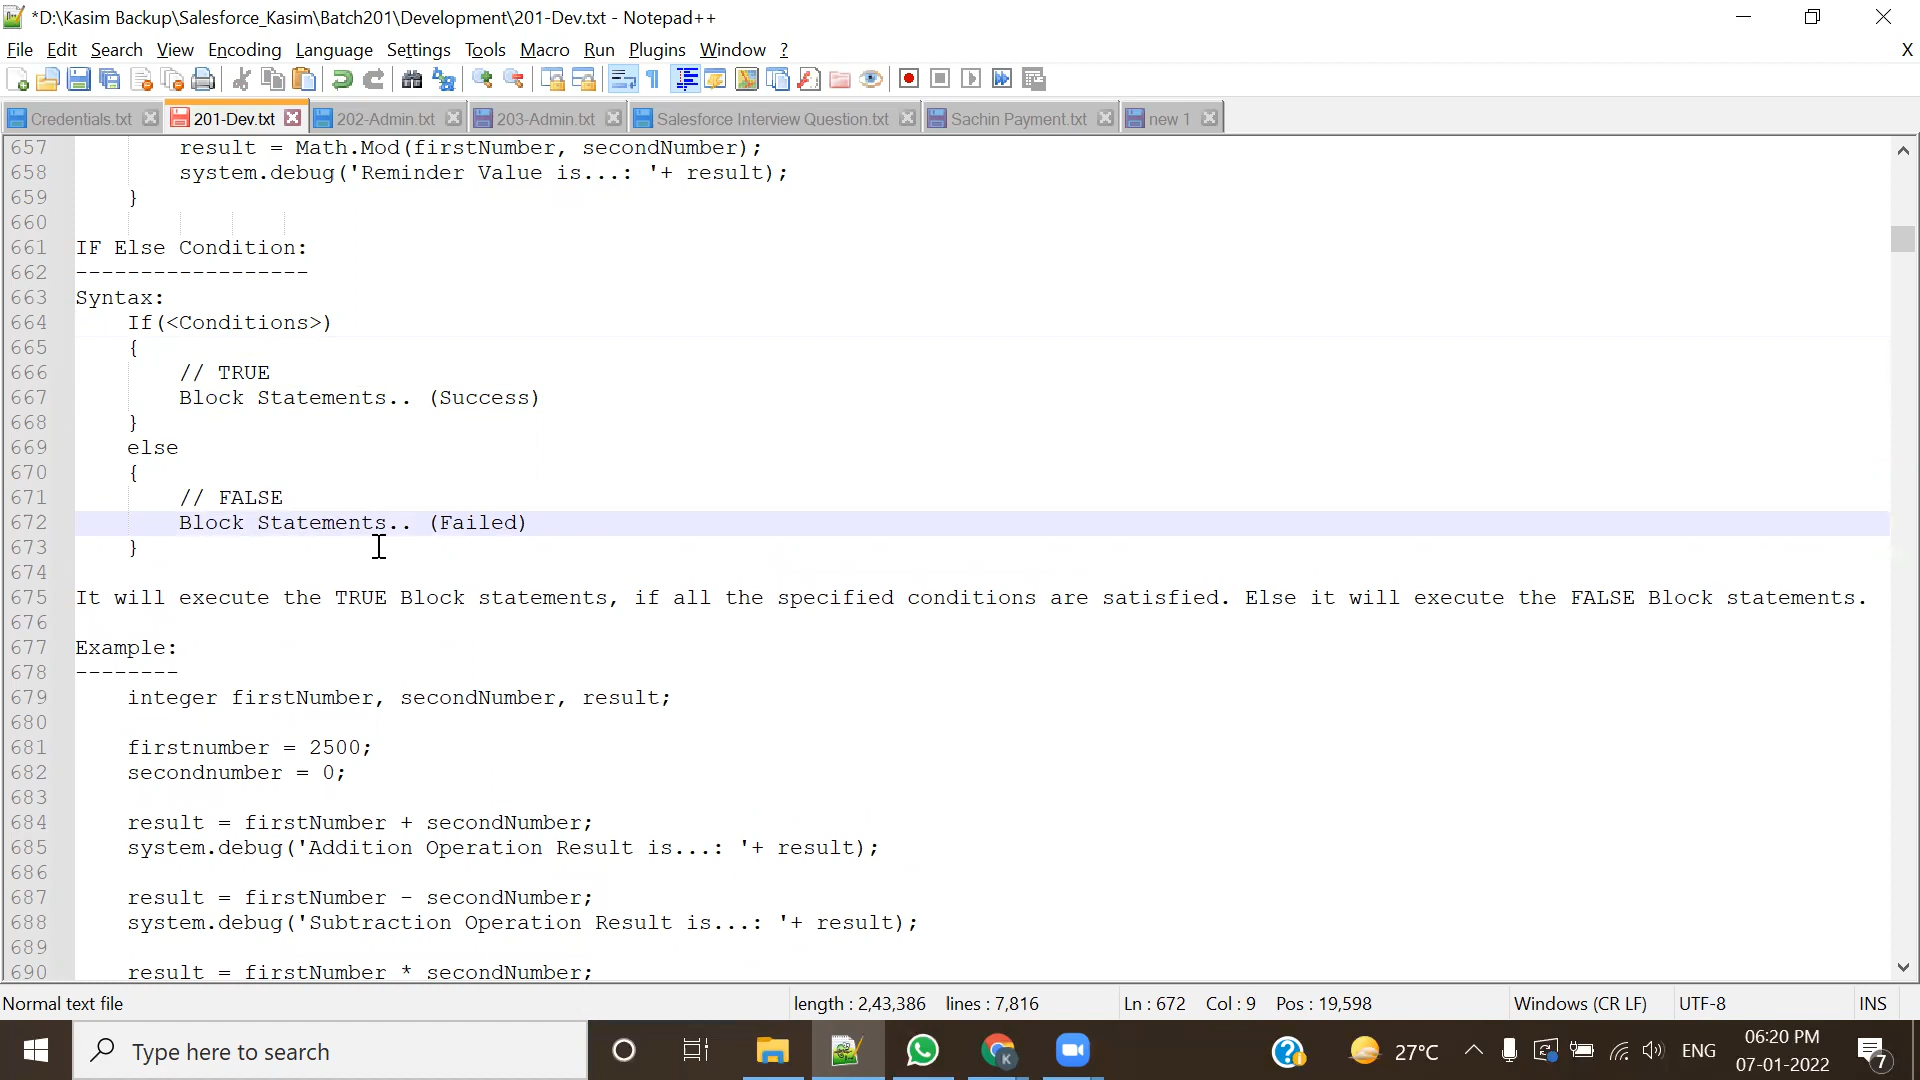 *D:\Kasim Backup\Salesforce_Kasim\Batch201\Development\201-Dev.txt - Notepad++
File Edit Search View Encoding Language Settings Tools Macro Run Plugins Window ? X
Credentials.txt 201-Dev.txt 202-Admin.txt 203-Admin.txt Salesforce Interview Question.txt Sachin Payment.txt new 1
657 result = Math.Mod(firstNumber, secondNumber);
658 system.debug('Reminder Value is...: '+ result);
659 }
660
661 IF Else Condition:
662 ------------------
663 Syntax:
664 If(<Conditions>)
665 {
666 // TRUE
667 Block Statements.. (Success)
668 }
669 else
670 {
671 // FALSE
672 Block Statements.. (Failed)
673 }
674
675 It will execute the TRUE Block statements, if all the specified conditions are satisfied. Else it will execute the FALSE Block statements.
676
677 Example:
678 --------
679 integer firstNumber, secondNumber, result;
680
681 firstnumber = 2500;
682 secondnumber = 0;
683
684 result = firstNumber + secondNumber;
685 system.debug('Addition Operation Result is...: '+ result);
686
687 result = firstNumber - secondNumber;
688 system.debug('Subtraction Operation Result is...: '+ result);
689
690 result = firstNumber * secondNumber;
Normal text file length : 2,43,386 lines : 7,816 Ln : 672 Col : 9 Pos : 19,598 Windows (CR LF) UTF-8 INS
Type here to search 27°C ENG 06:20 PM
07-01-2022 7